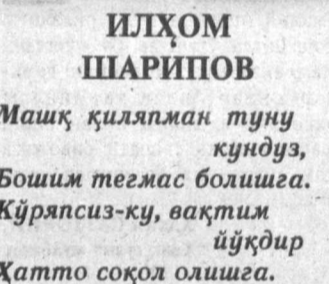 ИЛҲОМ
ШАРИПОВ
Машқ қиляпман туну
кундуз,
Бошим тегмас болишга.
Кўряпсиз-ку, вақтим
йўқдир
Ҳатто соқол олишга.